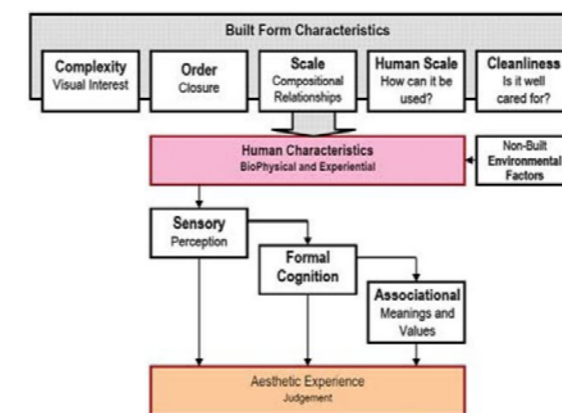 Built Form Characteristics
Complexity
Visual Interest
Order
Closure
Scale
Compositional
Relationships
Human Scale
How can it be
used?
Cleanliness
Is it well
cared for?
Human Characteristics
BioPhysical and Experiential
Non-Built
Environmental
Factors
Sensory
Perception
Formal
Cognition
Associational
Meanings and
Values
Aesthetic Experience
Judgement